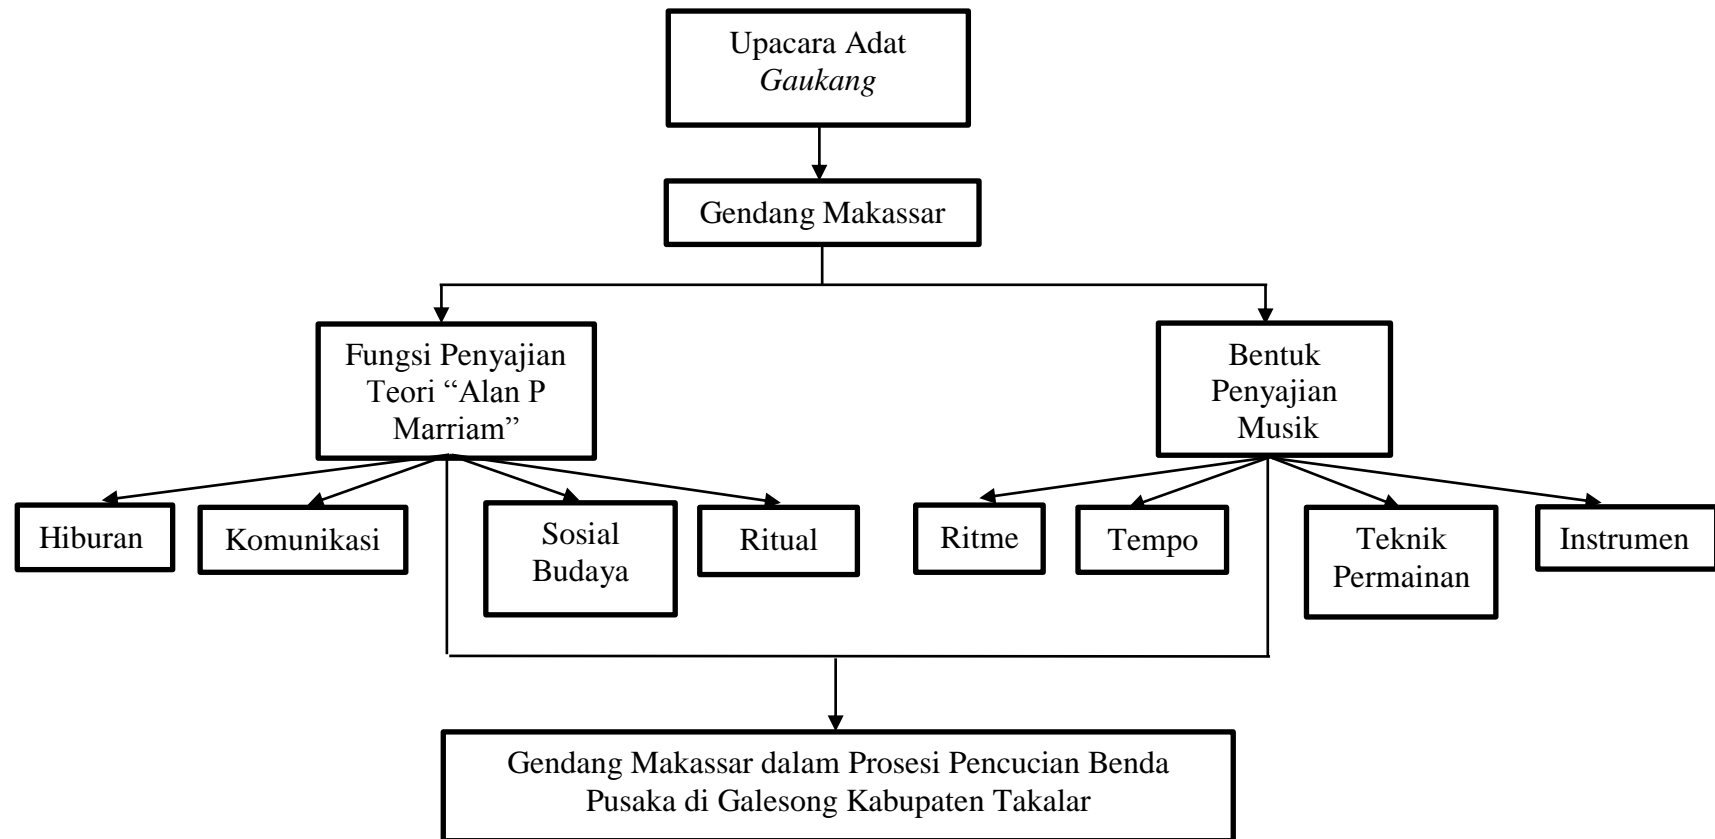 Upacara Adat
Gaukang
Gendang Makassar
Fungsi Penyajian
Teori “Alan P
Marriam”
Bentuk
Penyajian
Musik
Hiburan
Komunikasi
Sosial
Budaya
Ritual
Ritme
Tempo
Teknik
Permainan
Instrumen
Gendang Makassar dalam Prosesi Pencucian Benda
Pusaka di Galesong Kabupaten Takalar